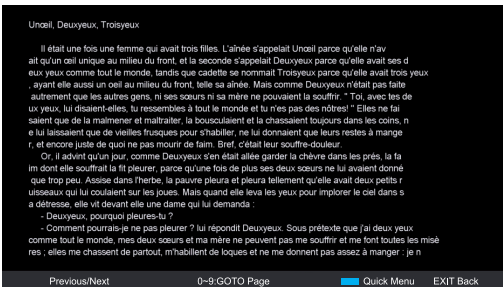 Unœil, Deuxyeux, Troisyeux
Il était une fois une femme qui avait trois filles. L'aînée s'appelait Unœil parce qu'elle n'av
ait qu'un œil unique au milieu du front, et la seconde s'appelait Deuxyeux parce qu'elle avait ses d
eux yeux comme tout le monde, tandis que cadette se nommait Troisyeux parce qu'elle avait trois yeux
, ayant elle aussi un oeil au milieu du front, telle sa aînée. Mais comme Deuxyeux n'était pas faite
autrement que les autres gens, ni ses sœurs ni sa mère ne pouvaient la souffrir. " Toi, avec tes de
ux yeux, lui disaient-elles, tu ressembles à tout le monde et tu n'es pas des nôtres! " Elles ne fai
saient que de la malmener et maltraiter, la bousculaient et la chassaient toujours dans les coins, n
e lui laissaient que de vieilles frusques pour s'habiller, ne lui donnaient que leurs restes à mange
r, et encore juste de quoi ne pas mourir de faim. Bref, c'était leur souffre-douleur.
Or, il advint qu'un jour, comme Deuxyeux s'en était allée garder la chèvre dans les prés, la fa
im dont elle souffrait la fit pleurer, parce qu'une fois de plus ses deux sœurs ne lui avaient donné
que trop peu. Assise dans l'herbe, la pauvre pleura et pleura tellement qu'elle avait deux petits r
uisseaux qui lui coulaient sur les joues. Mais quand elle leva les yeux pour implorer le ciel dans s
a détresse, elle vit devant elle une dame qui lui demanda :
- Deuxyeux, pourquoi pleures-tu ?
- Comment pourrais-je ne pas pleurer ? lui répondit Deuxyeux. Sous prétexte que j'ai deux yeux
comme tout le monde, mes deux sœurs et ma mère ne peuvent pas me souffrir et me font toutes les misè
res ; elles me chassent de partout, m'habillent de loques et ne me donnent pas assez à manger : je n
Previous/Next 0~9:GOTO Page Quick Menu EXIT Back